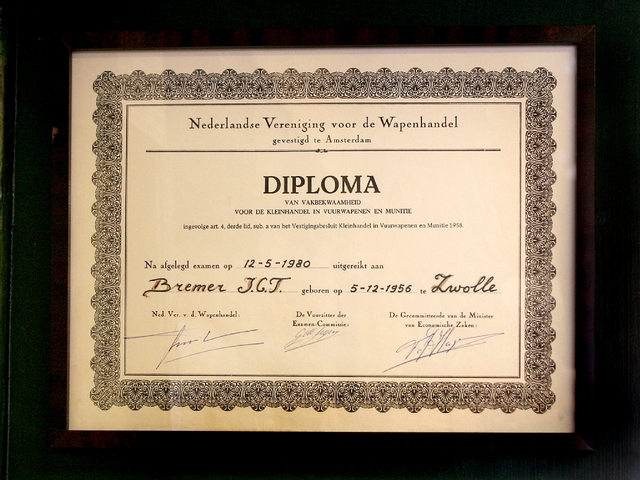 Nederlandse Vereniging voor de Wapenhandel
gevestigd te Amsterdam
DIPLOMA
VAN VAKBEKWAAMHEID
VOOR DE KLEINHANDEL IN VUURWAPENEN EN MUNITIE
ingevolge art. 4, derde lid, sub. a van het Vestigingsbesluit Kleinhandel in Vuurwapenen en Munitie 1958.
Na afgelegd examen op 12-5-1980 uitgereikt aan
Bremer J.G.T. geboren op 5-12-1956 te Zwolle
Ned. Ver. v. d. Wapenhandel: De Voorzitter der De Gecommitteerde van de Minister
Examen-Commissie: van Economische Zaken: